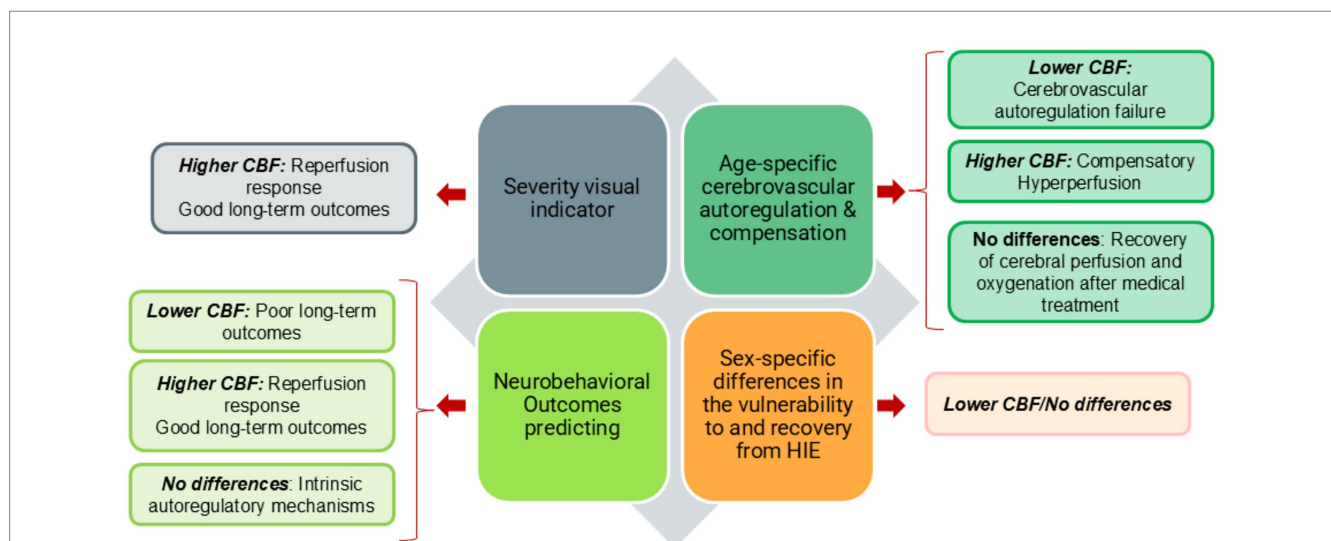 Higher CBF: Reperfusion
response
Good long-term outcomes
Severity visual
indicator
Age-specific
cerebrovascular
autoregulation &
compensation
Lower CBF:
Cerebrovascular
autoregulation failure
Higher CBF: Compensatory
Hyperperfusion
No differences: Recovery
of cerebral perfusion and
oxygenation after medical
treatment
Lower CBF: Poor long-term
outcomes
Higher CBF: Reperfusion
response
Good long-term outcomes
No differences: Intrinsic
autoregulatory mechanisms
Neurobehavioral
Outcomes
predicting
Sex-specific
differences in
the vulnerability
to and recovery
from HIE
Lower CBF/No differences